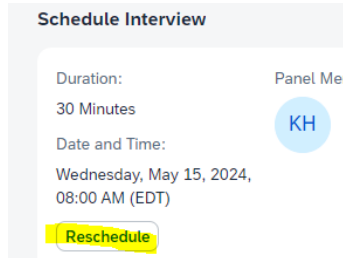 Schedule Interview
Duration:
30 Minutes
Date and Time:
Wednesday, May 15, 2024,
08:00 AM (EDT)
Reschedule
Panel Me
KH